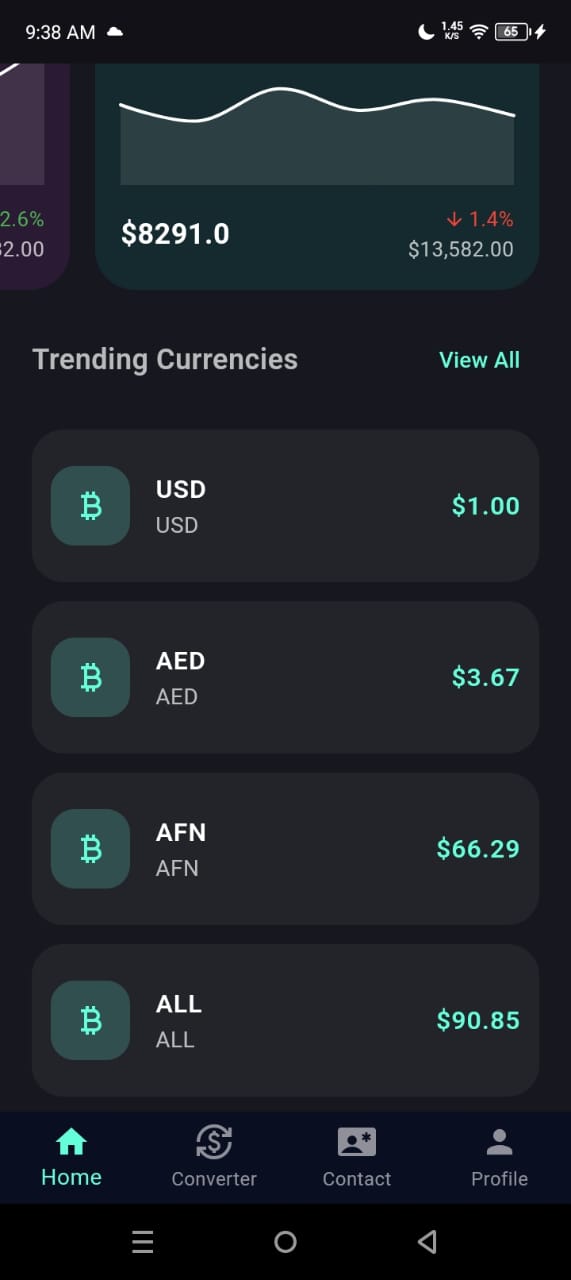 9:38 AM
1.45
K/S
65
2.6%
$8291.0
↓ 1.4%
32.00
$13,582.00
Trending Currencies
View All
USD
USD
$1.00
AED
AED
$3.67
AFN
AFN
$66.29
ALL
ALL
$90.85
Home
Converter
Contact
Profile